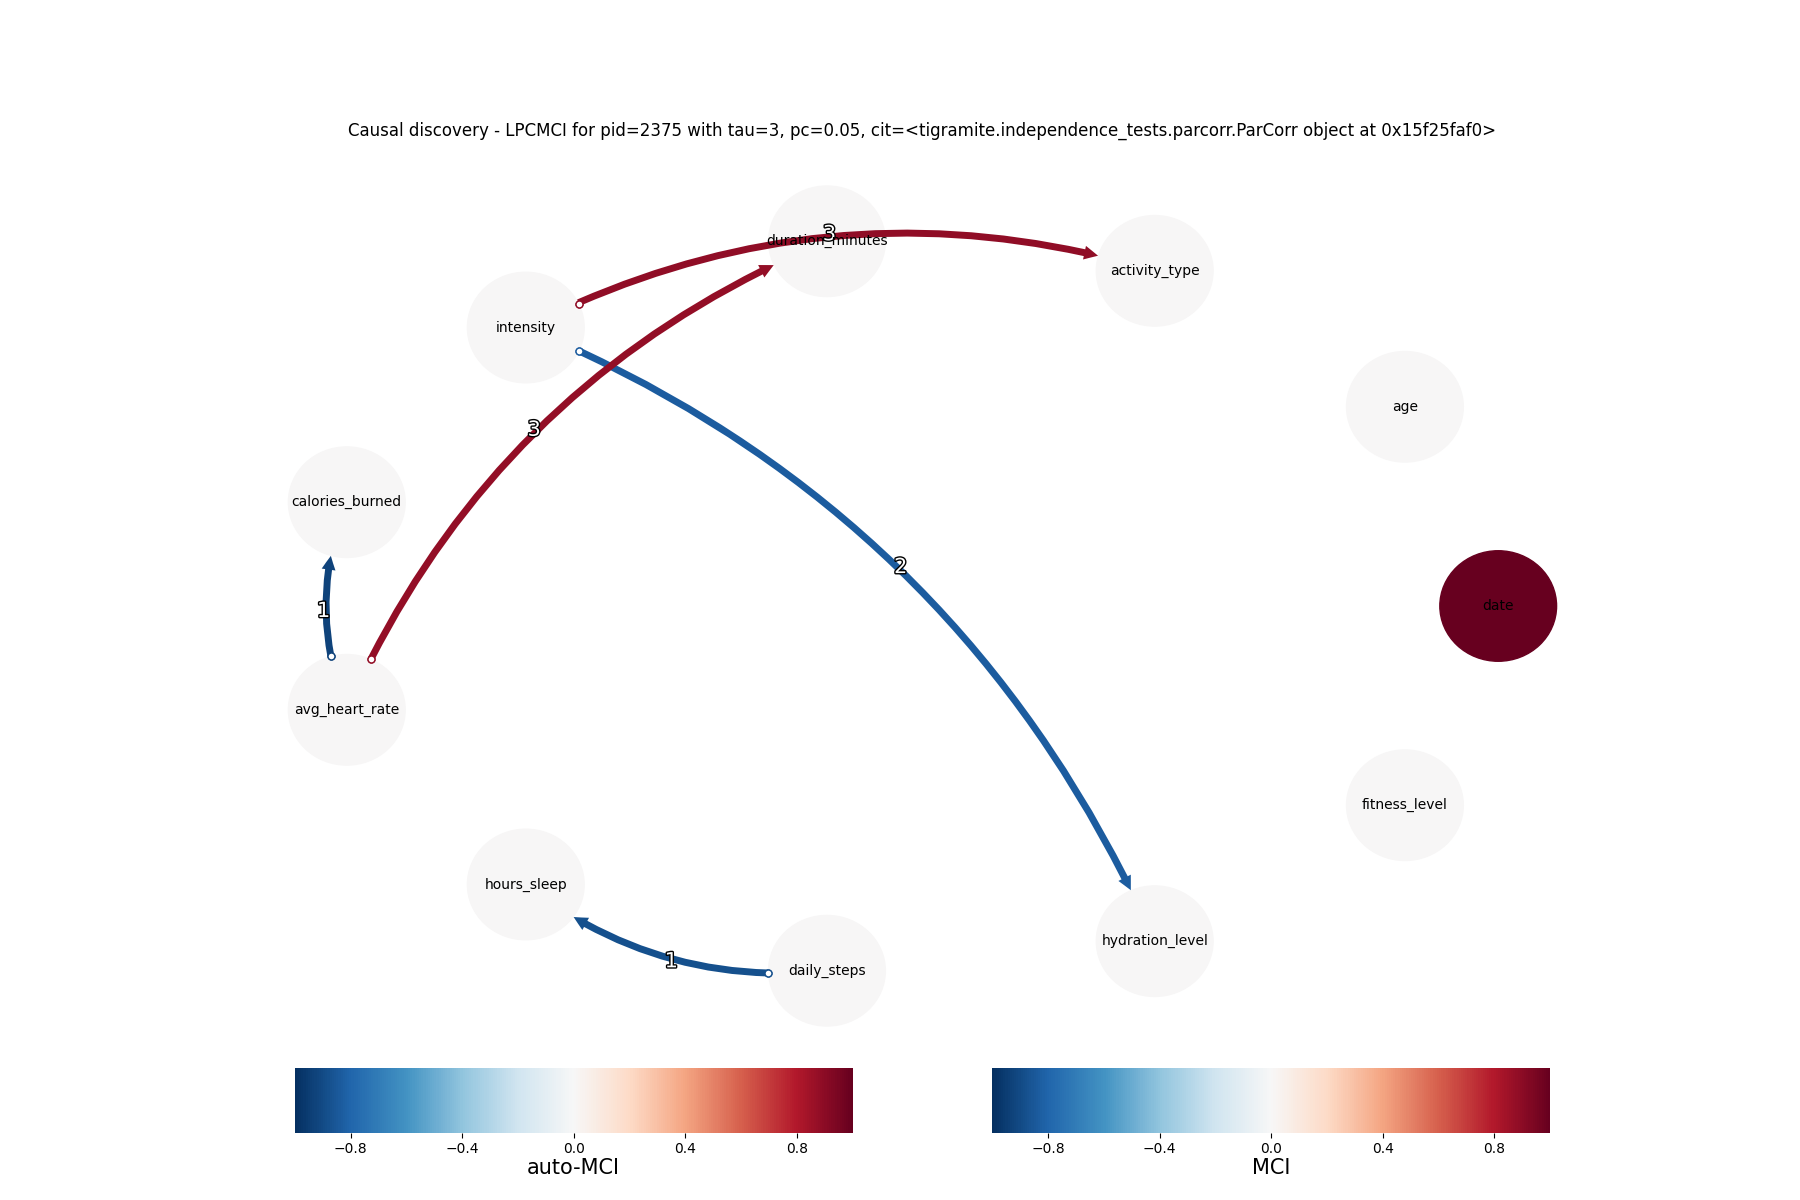 Causal discovery - LPCMCI for pid=2375 with tau=3, pc=0.05, cit=<tigramite.independence_tests.parcorr.ParCorr object at 0x15f25faf0>
3
duration_minutes
activity_type
intensity
age
3
calories_burned
2
date
1
avg_heart_rate
fitness_level
hours_sleep
hydration_level
1
daily_steps
−0.8 −0.4 0.0 0.4 0.8
auto-MCI
−0.8 −0.4 0.0 0.4 0.8
MCI